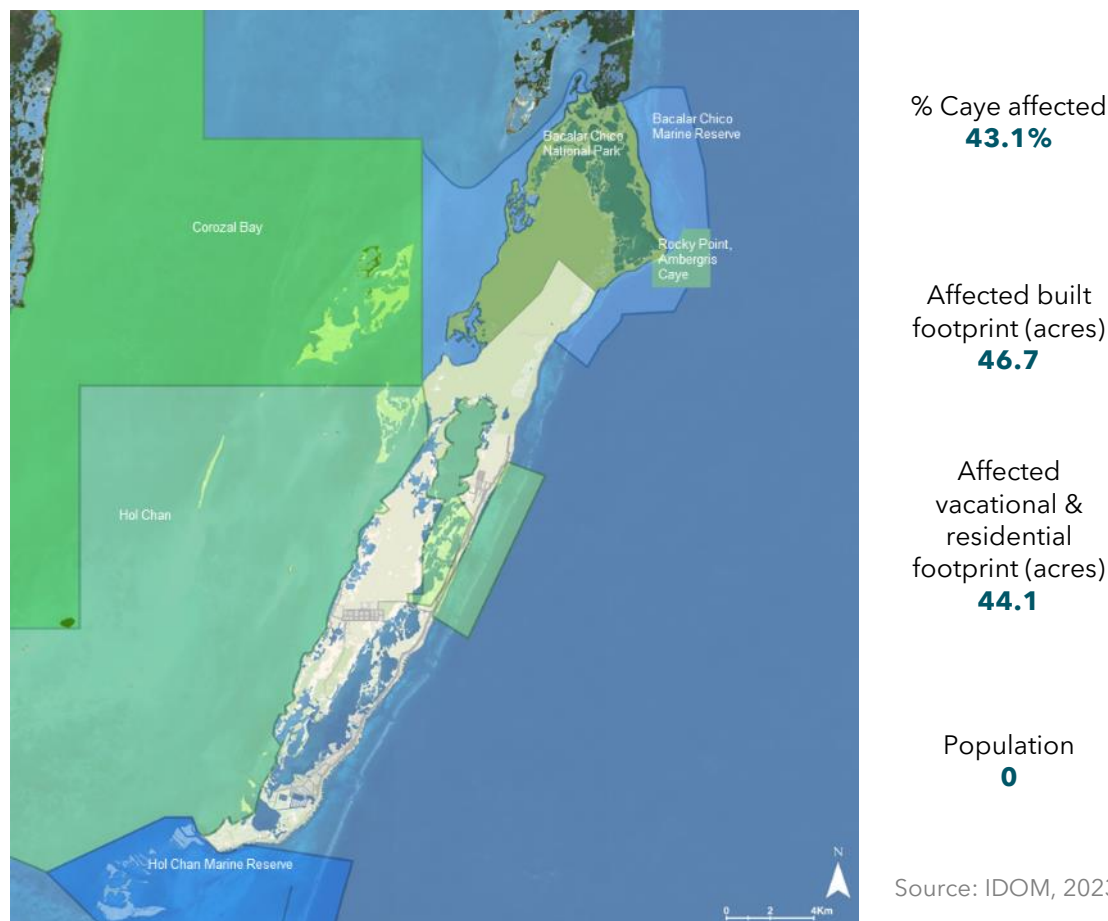 Bacalar Chico
Marine Reserve
Bacalar Chico
National Park
Corozal Bay
Rocky Point,
Ambergris
Caye
Hol Chan
Hol Chan Marine Reserve
N
0 2 4Km
% Caye affected
43.1%
Affected built
footprint (acres)
46.7
Affected
vacational &
residential
footprint (acres)
44.1
Population
0
Source: IDOM, 2023